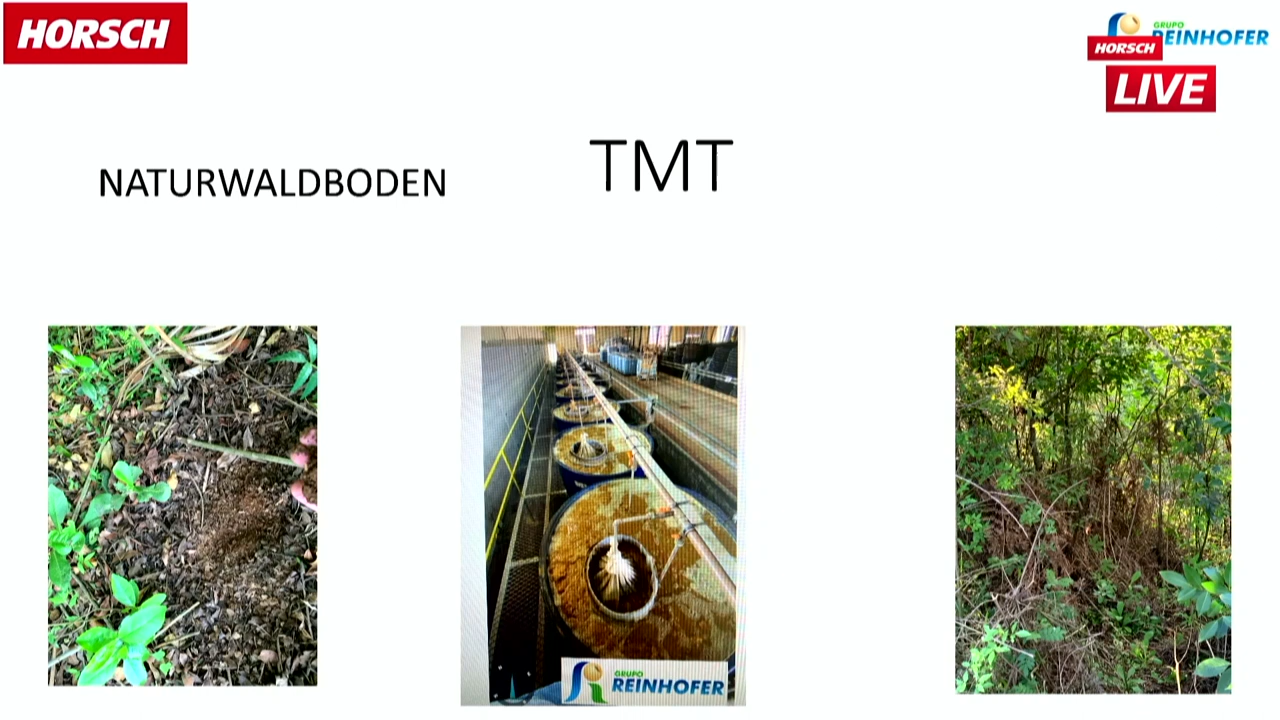 HORSCH
GRUPO
REINHOFER
HORSCH
LIVE
TMT
NATURWALDBODEN
GRUPO
REINHOFER